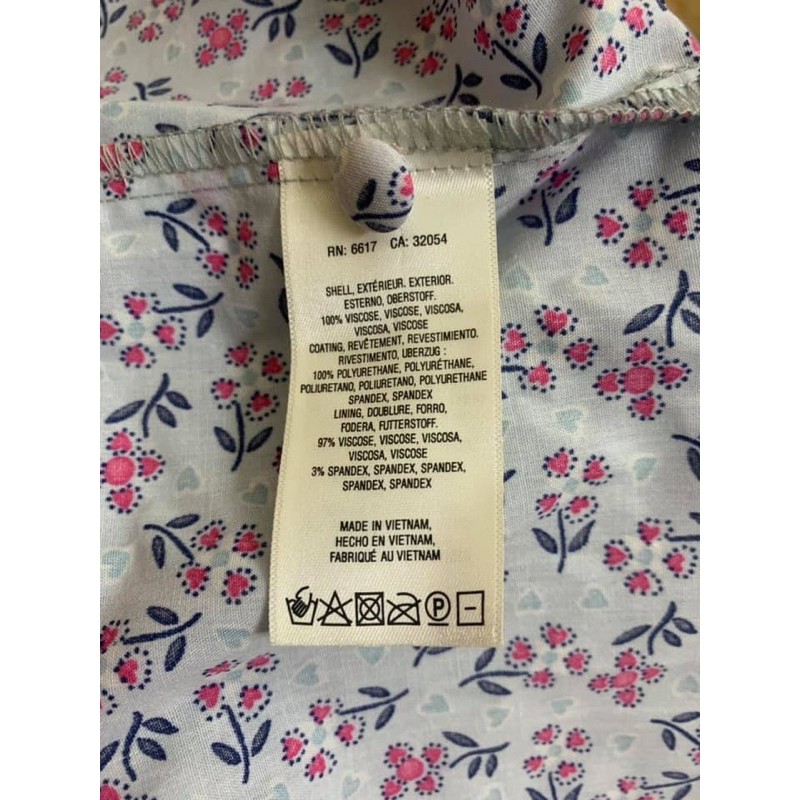 RN: 6617 CA: 32054
SHELL, EXTÉRIEUR. EXTERIOR.
ESTERNO, OBERSTOFF.
100% VISCOSE, VISCOSE, VISCOSA,
VISCOSA, VISCOSE
COATING, REVÊTEMENT, REVESTIMIENTO.
RIVESTIMENTO, UBERZUG :
100% POLYURETHANE, POLYURÉTHANE,
POLIURETANO, POLIURETANO, POLYURETHANE
SPANDEX, SPANDEX
LINING, DOUBLURE, FORRO,
FODERA, FUTTERSTOFF.
97% VISCOSE, VISCOSE, VISCOSA,
VISCOSA, VISCOSE
3% SPANDEX, SPANDEX, SPANDEX,
SPANDEX, SPANDEX
MADE IN VIETNAM,
HECHO EN VIETNAM,
FABRIQUÉ AU VIETNAM
P